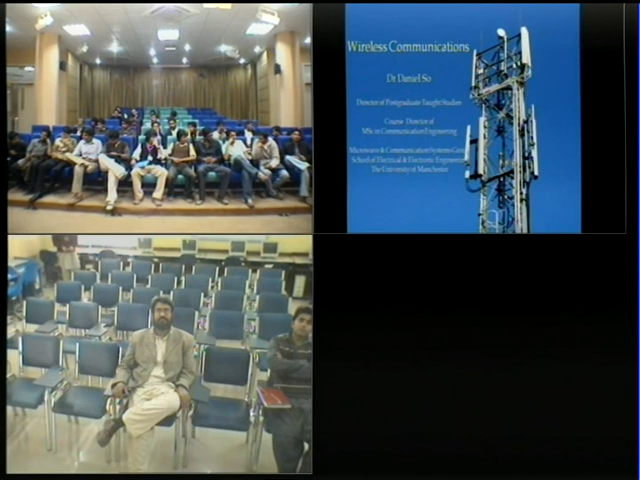 Wireless Communications
Dr Daniel So
Director of Postgraduate Taught Studies
Course Director of
MSc in Communication Engineering
Microwave & Communication Systems Group
School of Electrical & Electronic Engineering
The University of Manchester